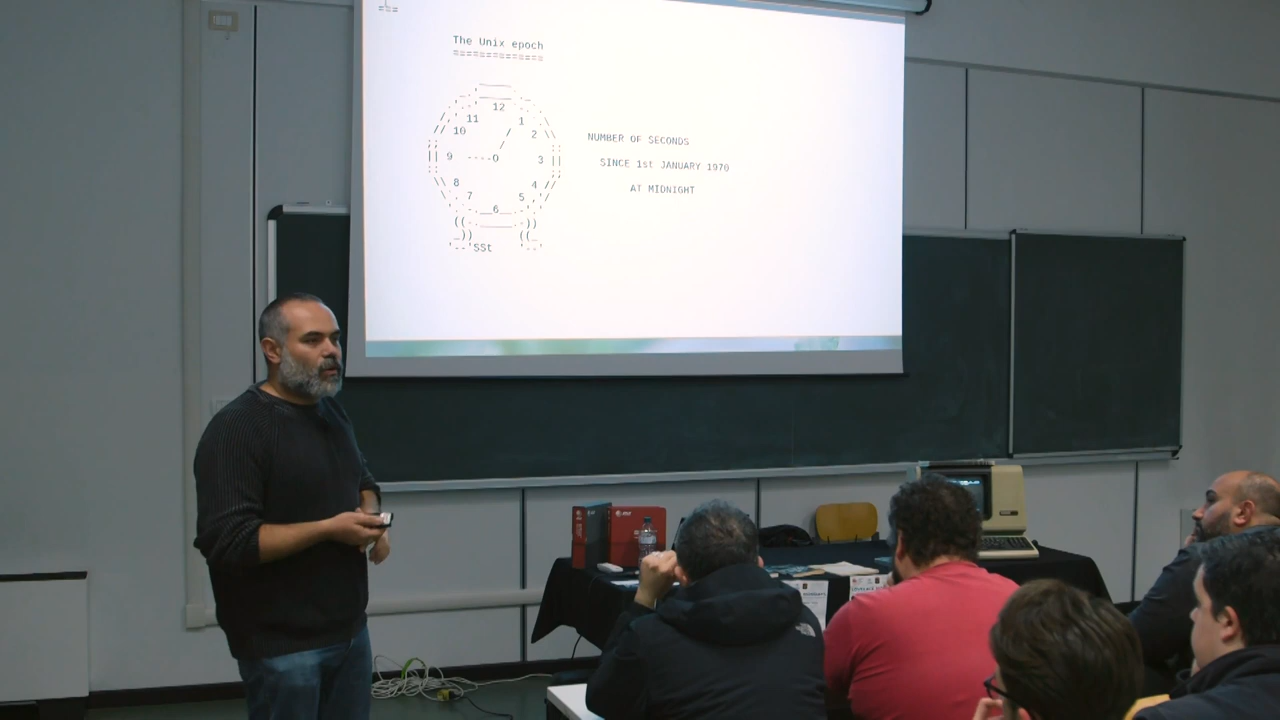 The Unix epoch
=============
12
11 1
10 2
9 ----O 3
8 4
7 5
6
SSt
NUMBER OF SECONDS
SINCE 1st JANUARY 1970
AT MIDNIGHT